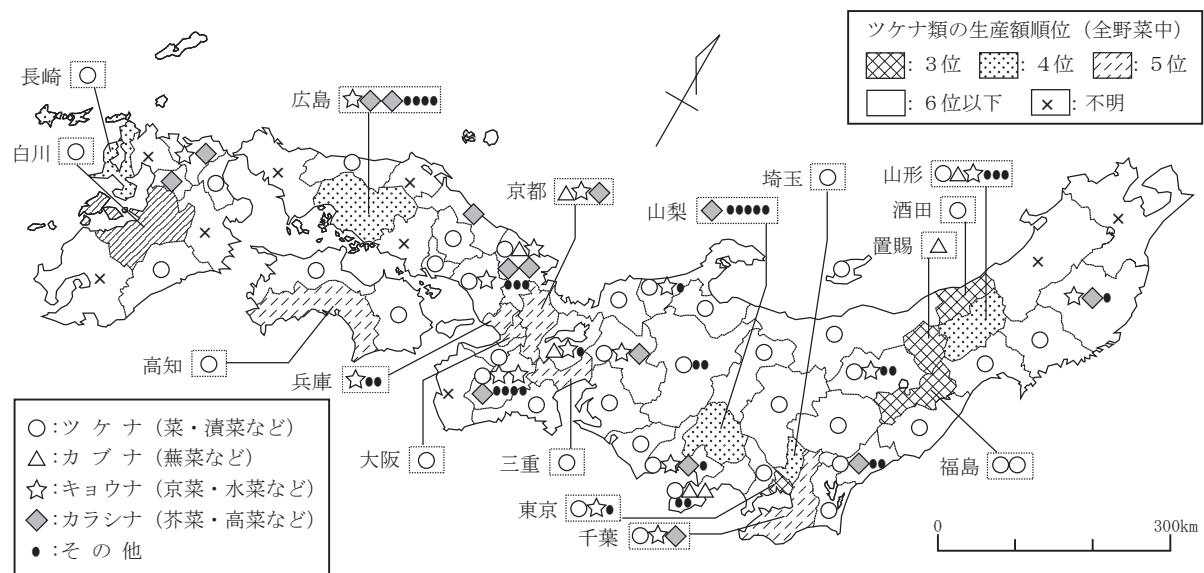 ツケナ類の生産額順位（全野菜中）
：３位 ：４位 ：５位
：６位以下 ×：不明
長崎
白川
広島
京都
埼玉
山梨
山形
酒田
置賜
高知
兵庫
大阪
三重
東京
千葉
福島
○：ツケナ（菜・漬菜など）
△：カブナ（蕪菜など）
☆：キョウナ（京菜・水菜など）
◆：カラシナ（芥菜・高菜など）
●：その他
0 300km